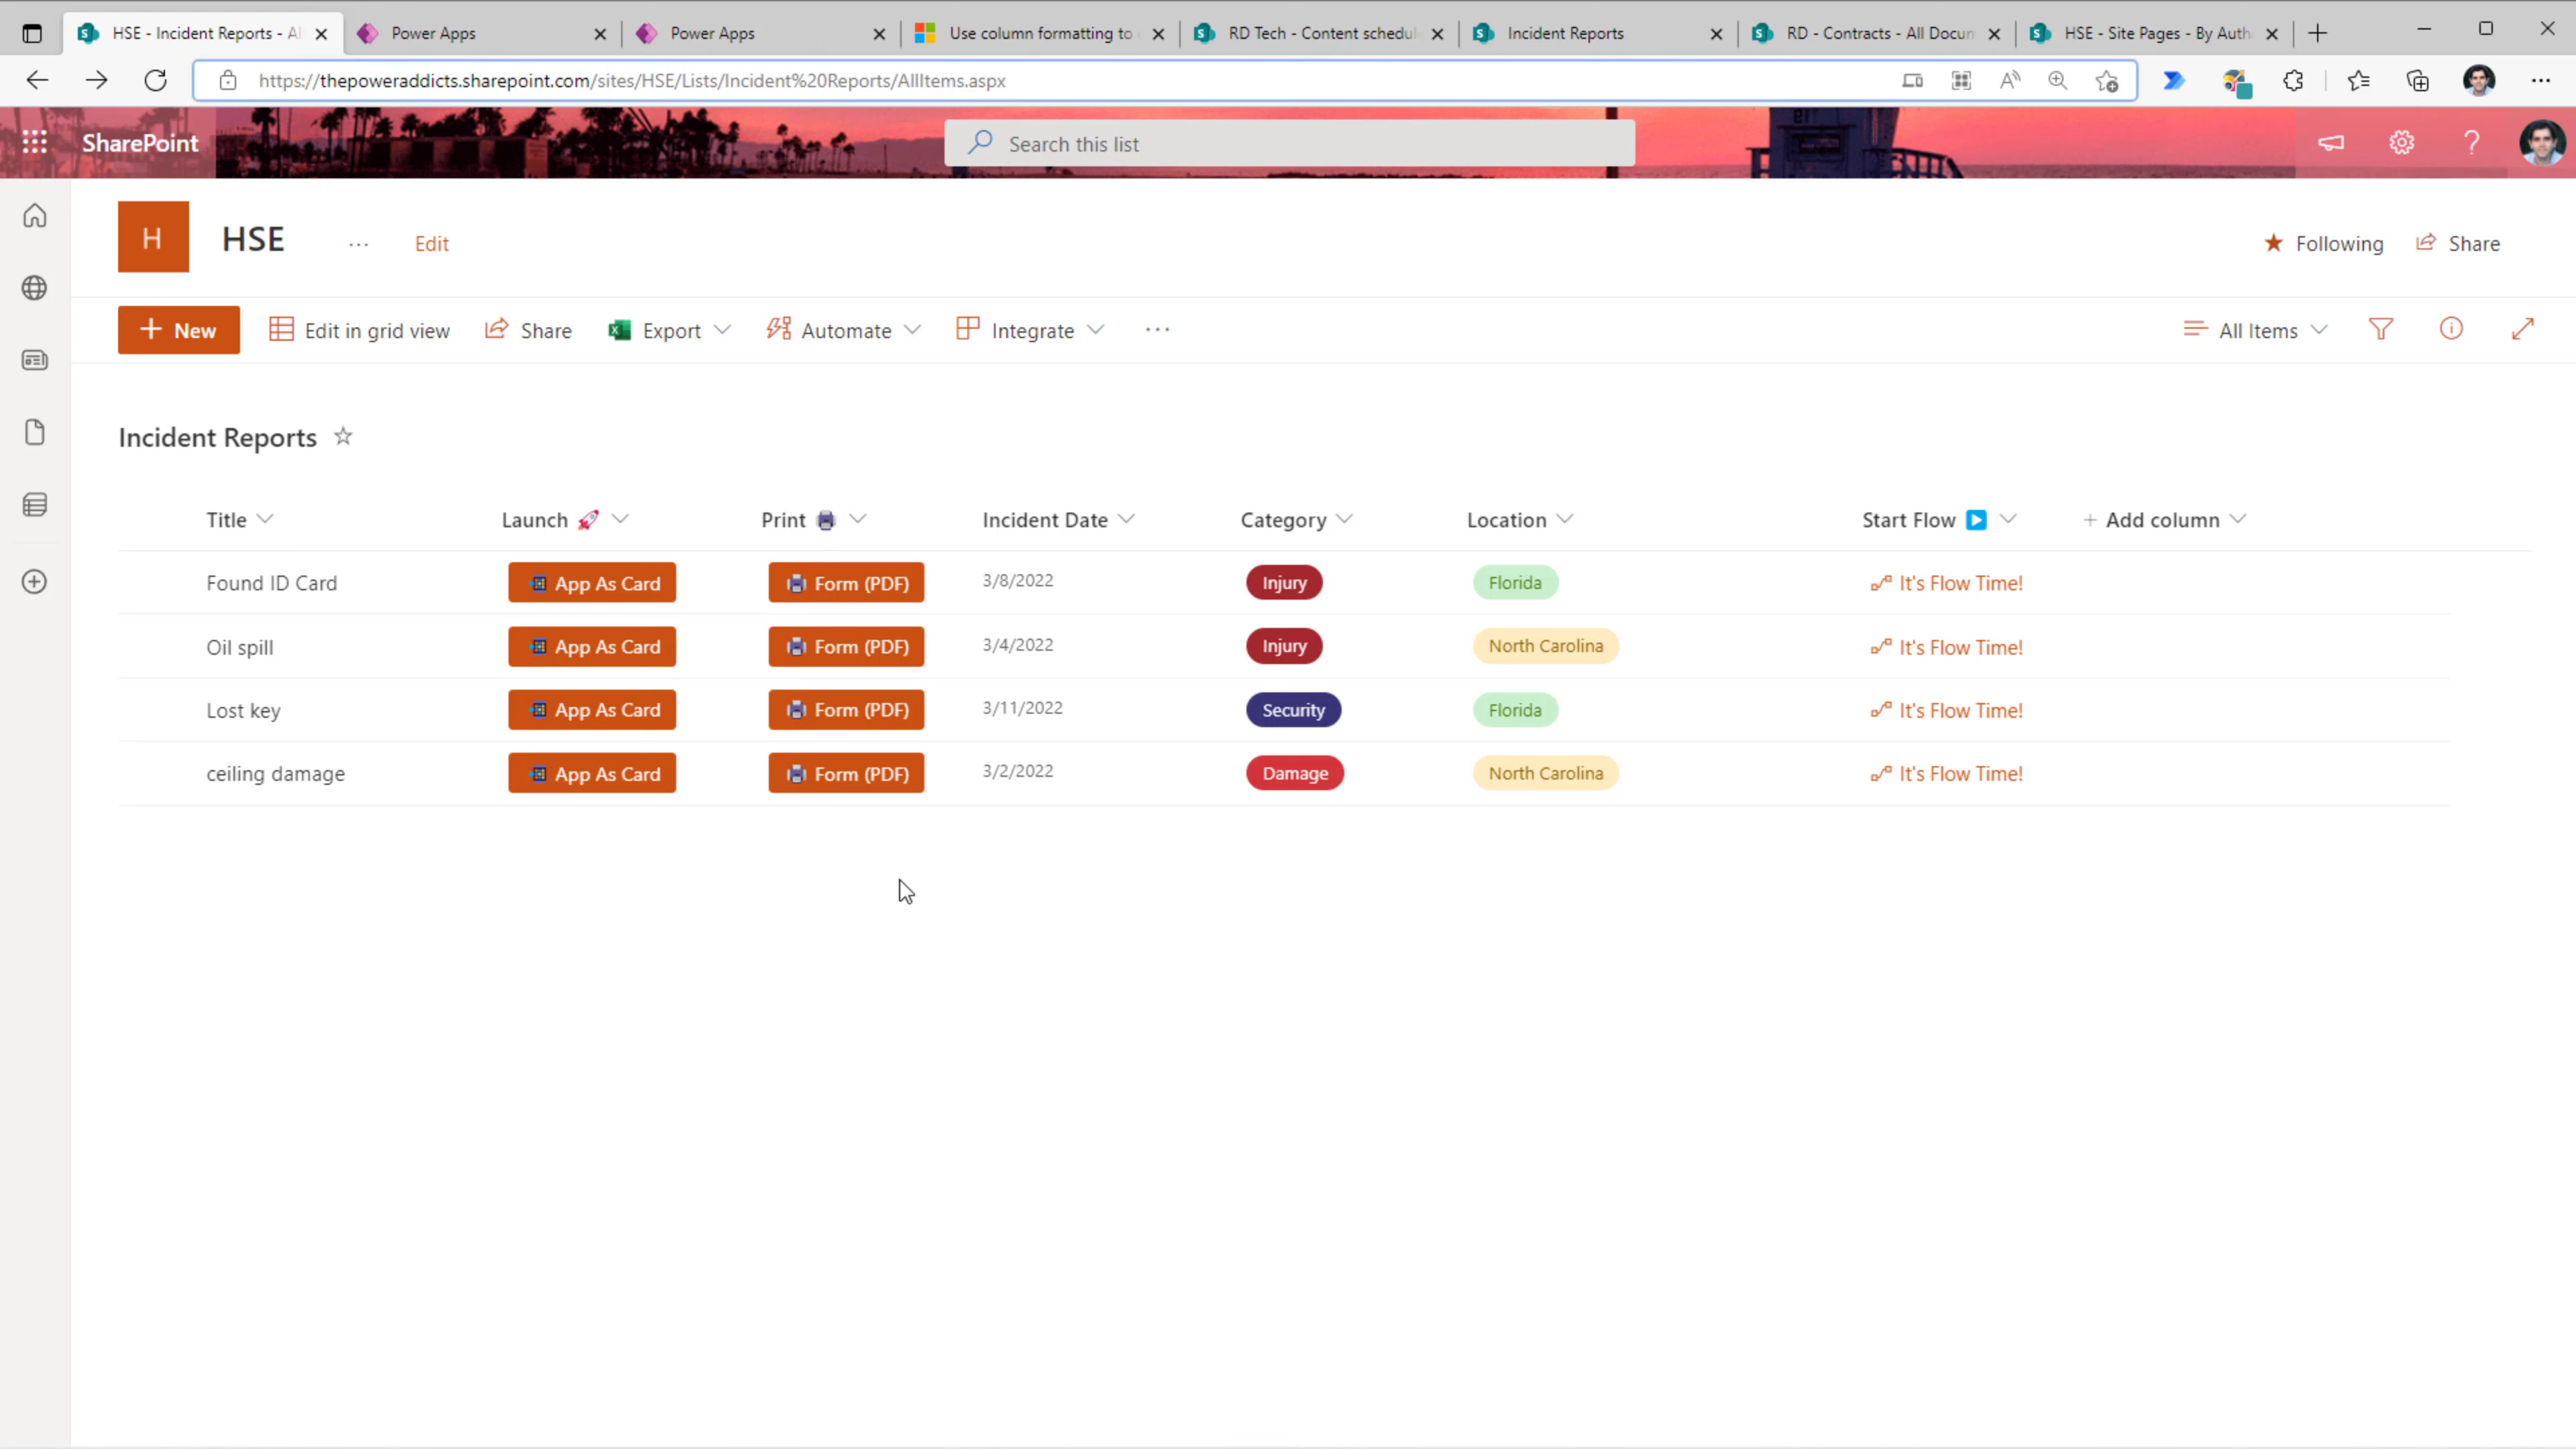 HSE - Incident Reports - Al
Power Apps
Power Apps
Use column formatting to
RD Tech - Content schedul
Incident Reports
RD - Contracts - All Docum
HSE - Site Pages - By Auth
https://thepoweraddicts.sharepoint.com/sites/HSE/Lists/Incident%20Reports/AllItems.aspx
SharePoint
Search this list
H
HSE
Edit
Following
Share
New
Edit in grid view
Share
Export
Automate
Integrate
All Items
Incident Reports
Title Launch Print Incident Date Category Location Start Flow + Add column
Found ID Card App As Card Form (PDF) 3/8/2022 Injury Florida It's Flow Time!
Oil spill App As Card Form (PDF) 3/4/2022 Injury North Carolina It's Flow Time!
Lost key App As Card Form (PDF) 3/11/2022 Security Florida It's Flow Time!
ceiling damage App As Card Form (PDF) 3/2/2022 Damage North Carolina It's Flow Time!